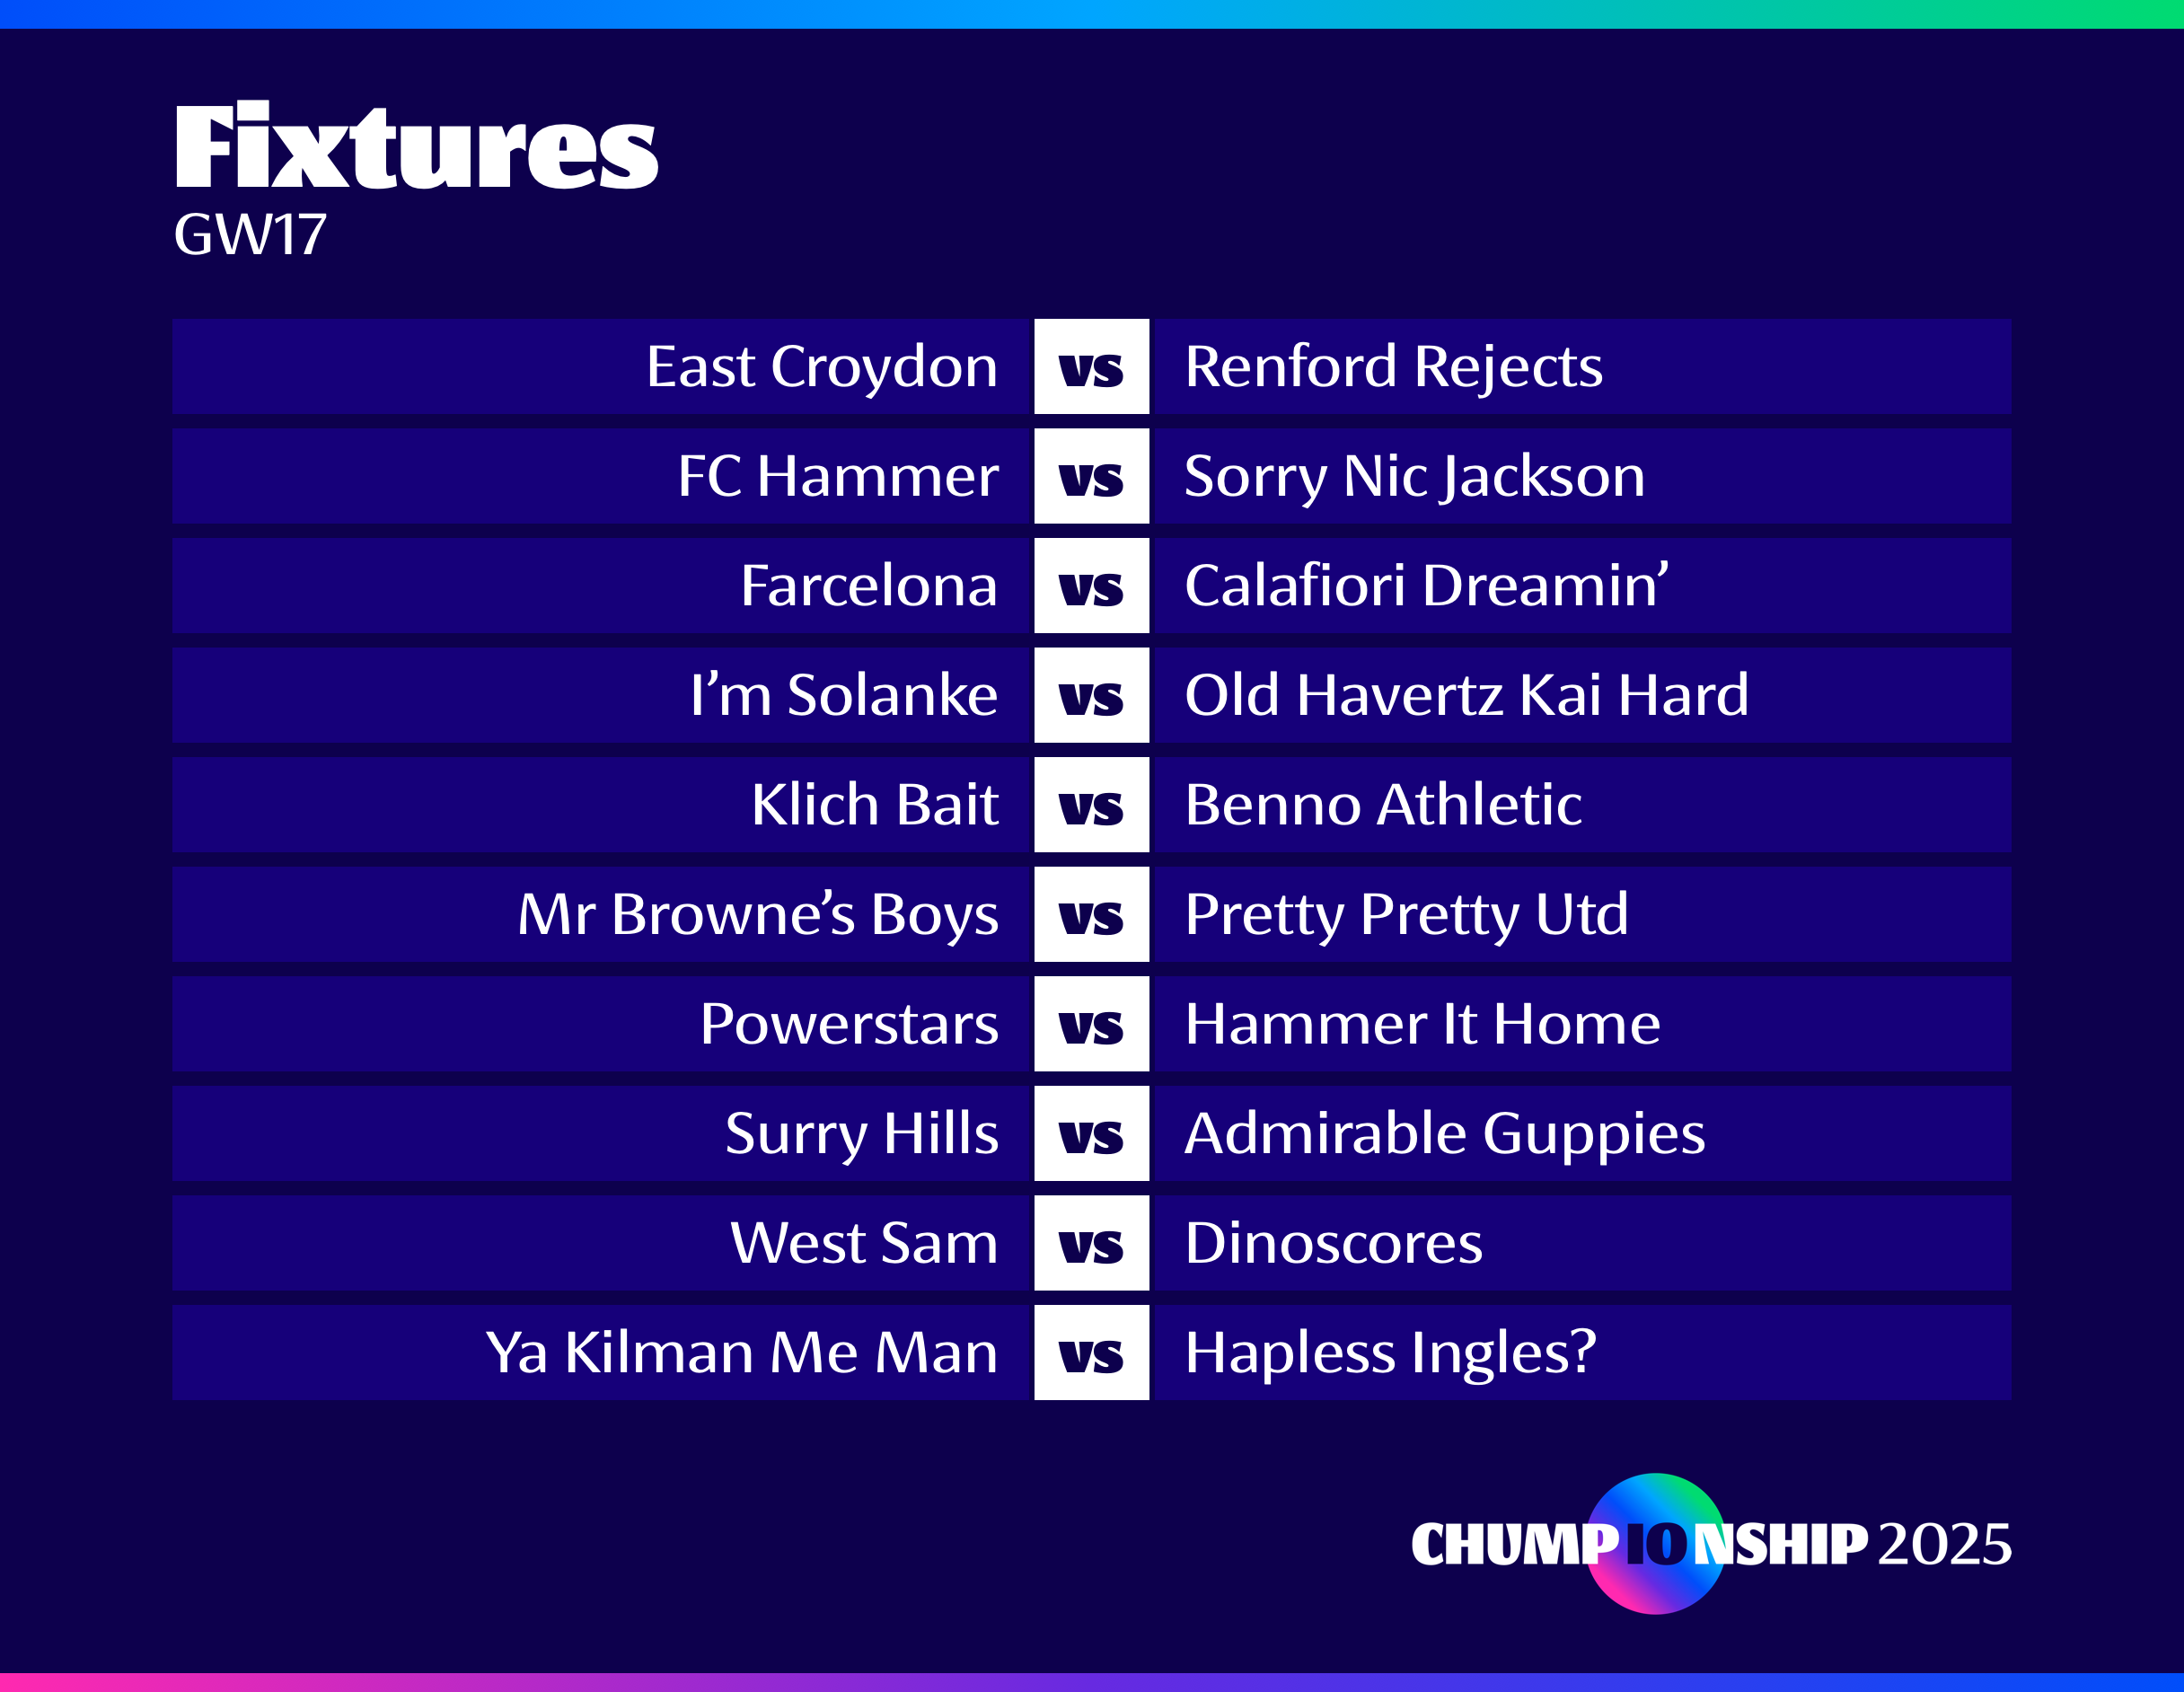 Fixtures
GW17
East Croydon vs Renford Rejects
FC Hammer vs Sorry Nic Jackson
Farcelona vs Calafiori Dreamin’
I’m Solanke vs Old Havertz Kai Hard
Klich Bait vs Benno Athletic
Mr Browne’s Boys vs Pretty Pretty Utd
Powerstars vs Hammer It Home
Surry Hills vs Admirable Guppies
West Sam vs Dinoscores
Ya Kilman Me Man vs Hapless Ingles?
CHUMPIONSHIP 2025